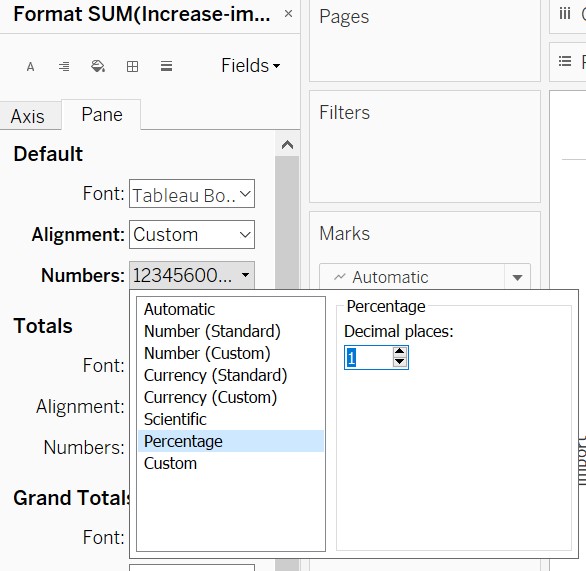 Format SUM(Increase-im... ×
Pages
Fields
Axis
Pane
Filters
Default
Font: Tableau Bo..
Alignment: Custom
Marks
Numbers: 12345600...
Automatic
Automatic
Number (Standard)
Number (Custom)
Currency (Standard)
Currency (Custom)
Scientific
Percentage
Custom
Percentage
Decimal places:
1
Totals
Font:
Alignment:
Numbers:
Grand Totals
Font: